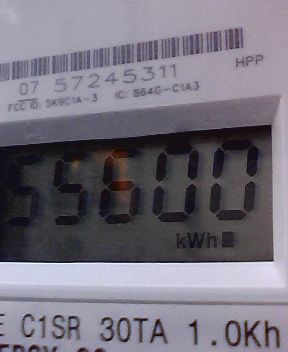 07 57245311
HPP
FCC ID: SK9C1A-3 IC: 864G-C1A3
55600
kWh
E C1SR 30TA 1.0Kh